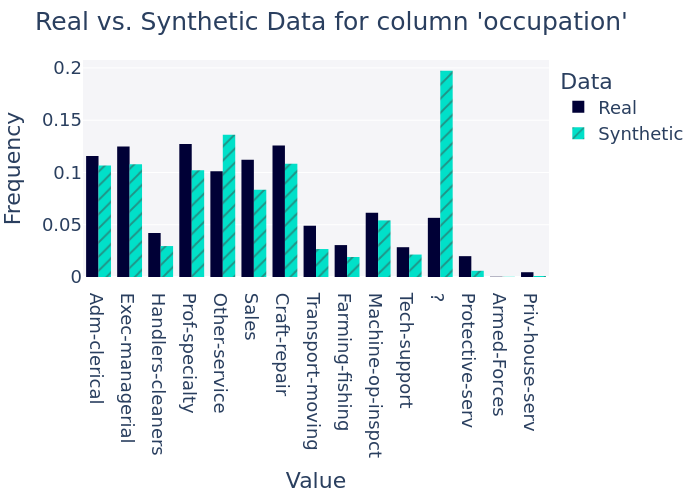 Real vs. Synthetic Data for column 'occupation'
Data
Real
Synthetic
Frequency
0.2
0.15
0.1
0.05
0
Adm-clerical
Exec-managerial
Handlers-cleaners
Prof-specialty
Other-service
Sales
Craft-repair
Transport-moving
Farming-fishing
Machine-op-inspct
Tech-support
?
Protective-serv
Armed-Forces
Priv-house-serv
Value